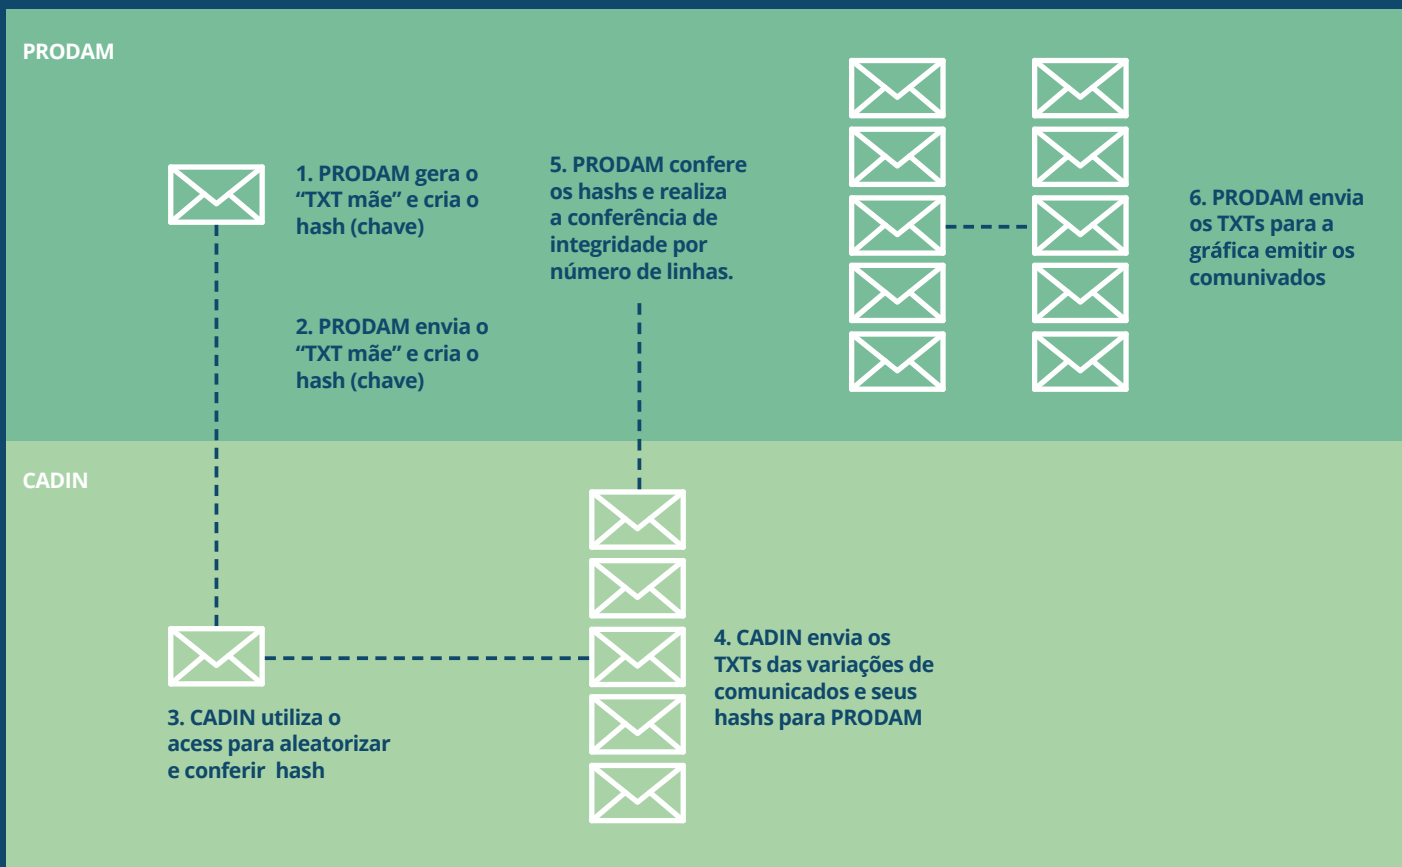 PRODAM
1. PRODAM gera o
“TXT mãe” e cria o
hash (chave)
2. PRODAM envia o
“TXT mãe” e cria o
hash (chave)
5. PRODAM confere
os hashs e realiza
a conferência de
integridade por
número de linhas.
6. PRODAM envia
os TXTs para a
gráfica emitir os
comunivados
CADIN
3. CADIN utiliza o
acess para aleatorizar
e conferir  hash
4. CADIN envia os
TXTs das variações de
comunicados e seus
hashs para PRODAM